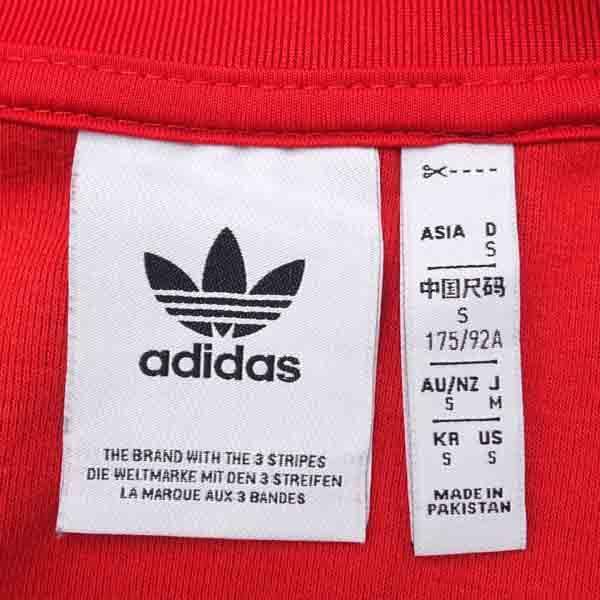 adidas
THE BRAND WITH THE 3 STRIPES
DIE WELTMARKE MIT DEN 3 STREIFEN
LA MARQUE AUX 3 BANDES
ASIA D
S
中国尺码
S
175/92A
AU/NZ J
S M
KR US
S S
MADE IN
PAKISTAN